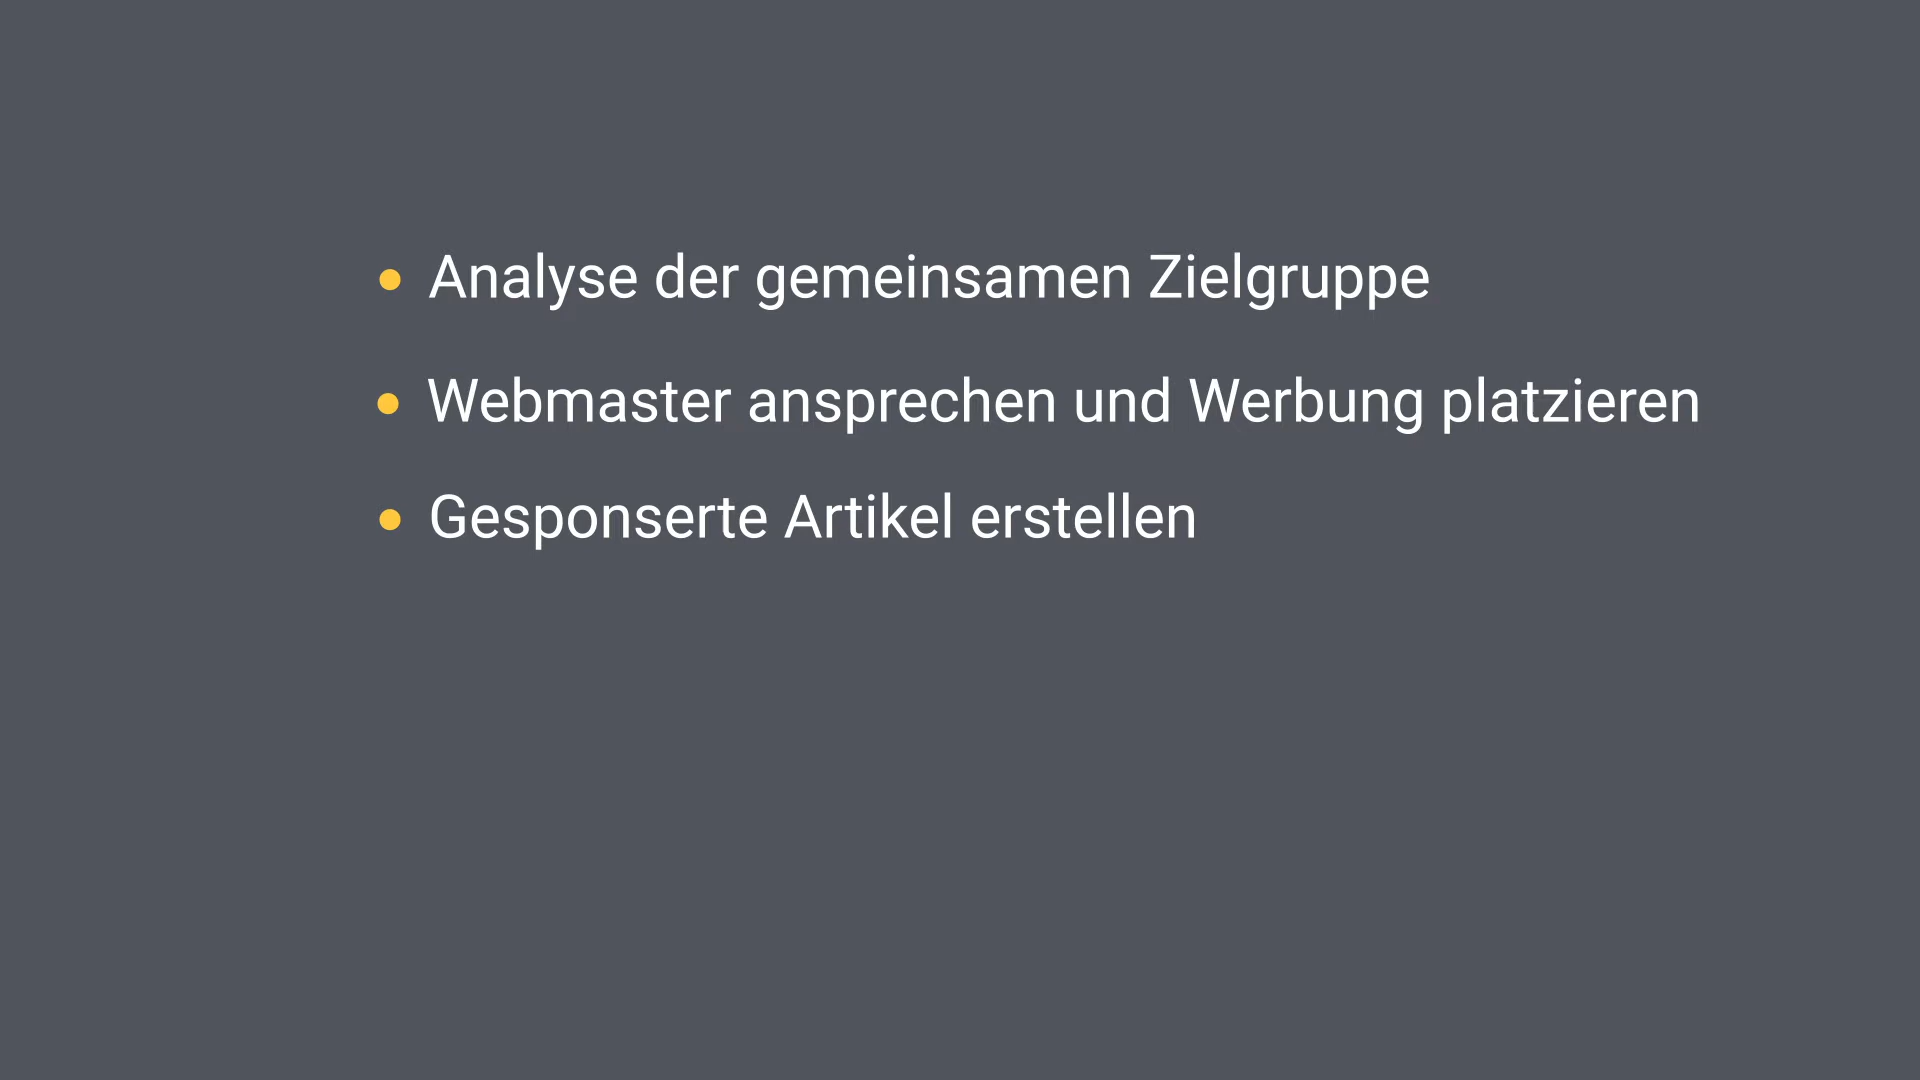 • Analyse der gemeinsamen Zielgruppe
• Webmaster ansprechen und Werbung platzieren
• Gesponserte Artikel erstellen